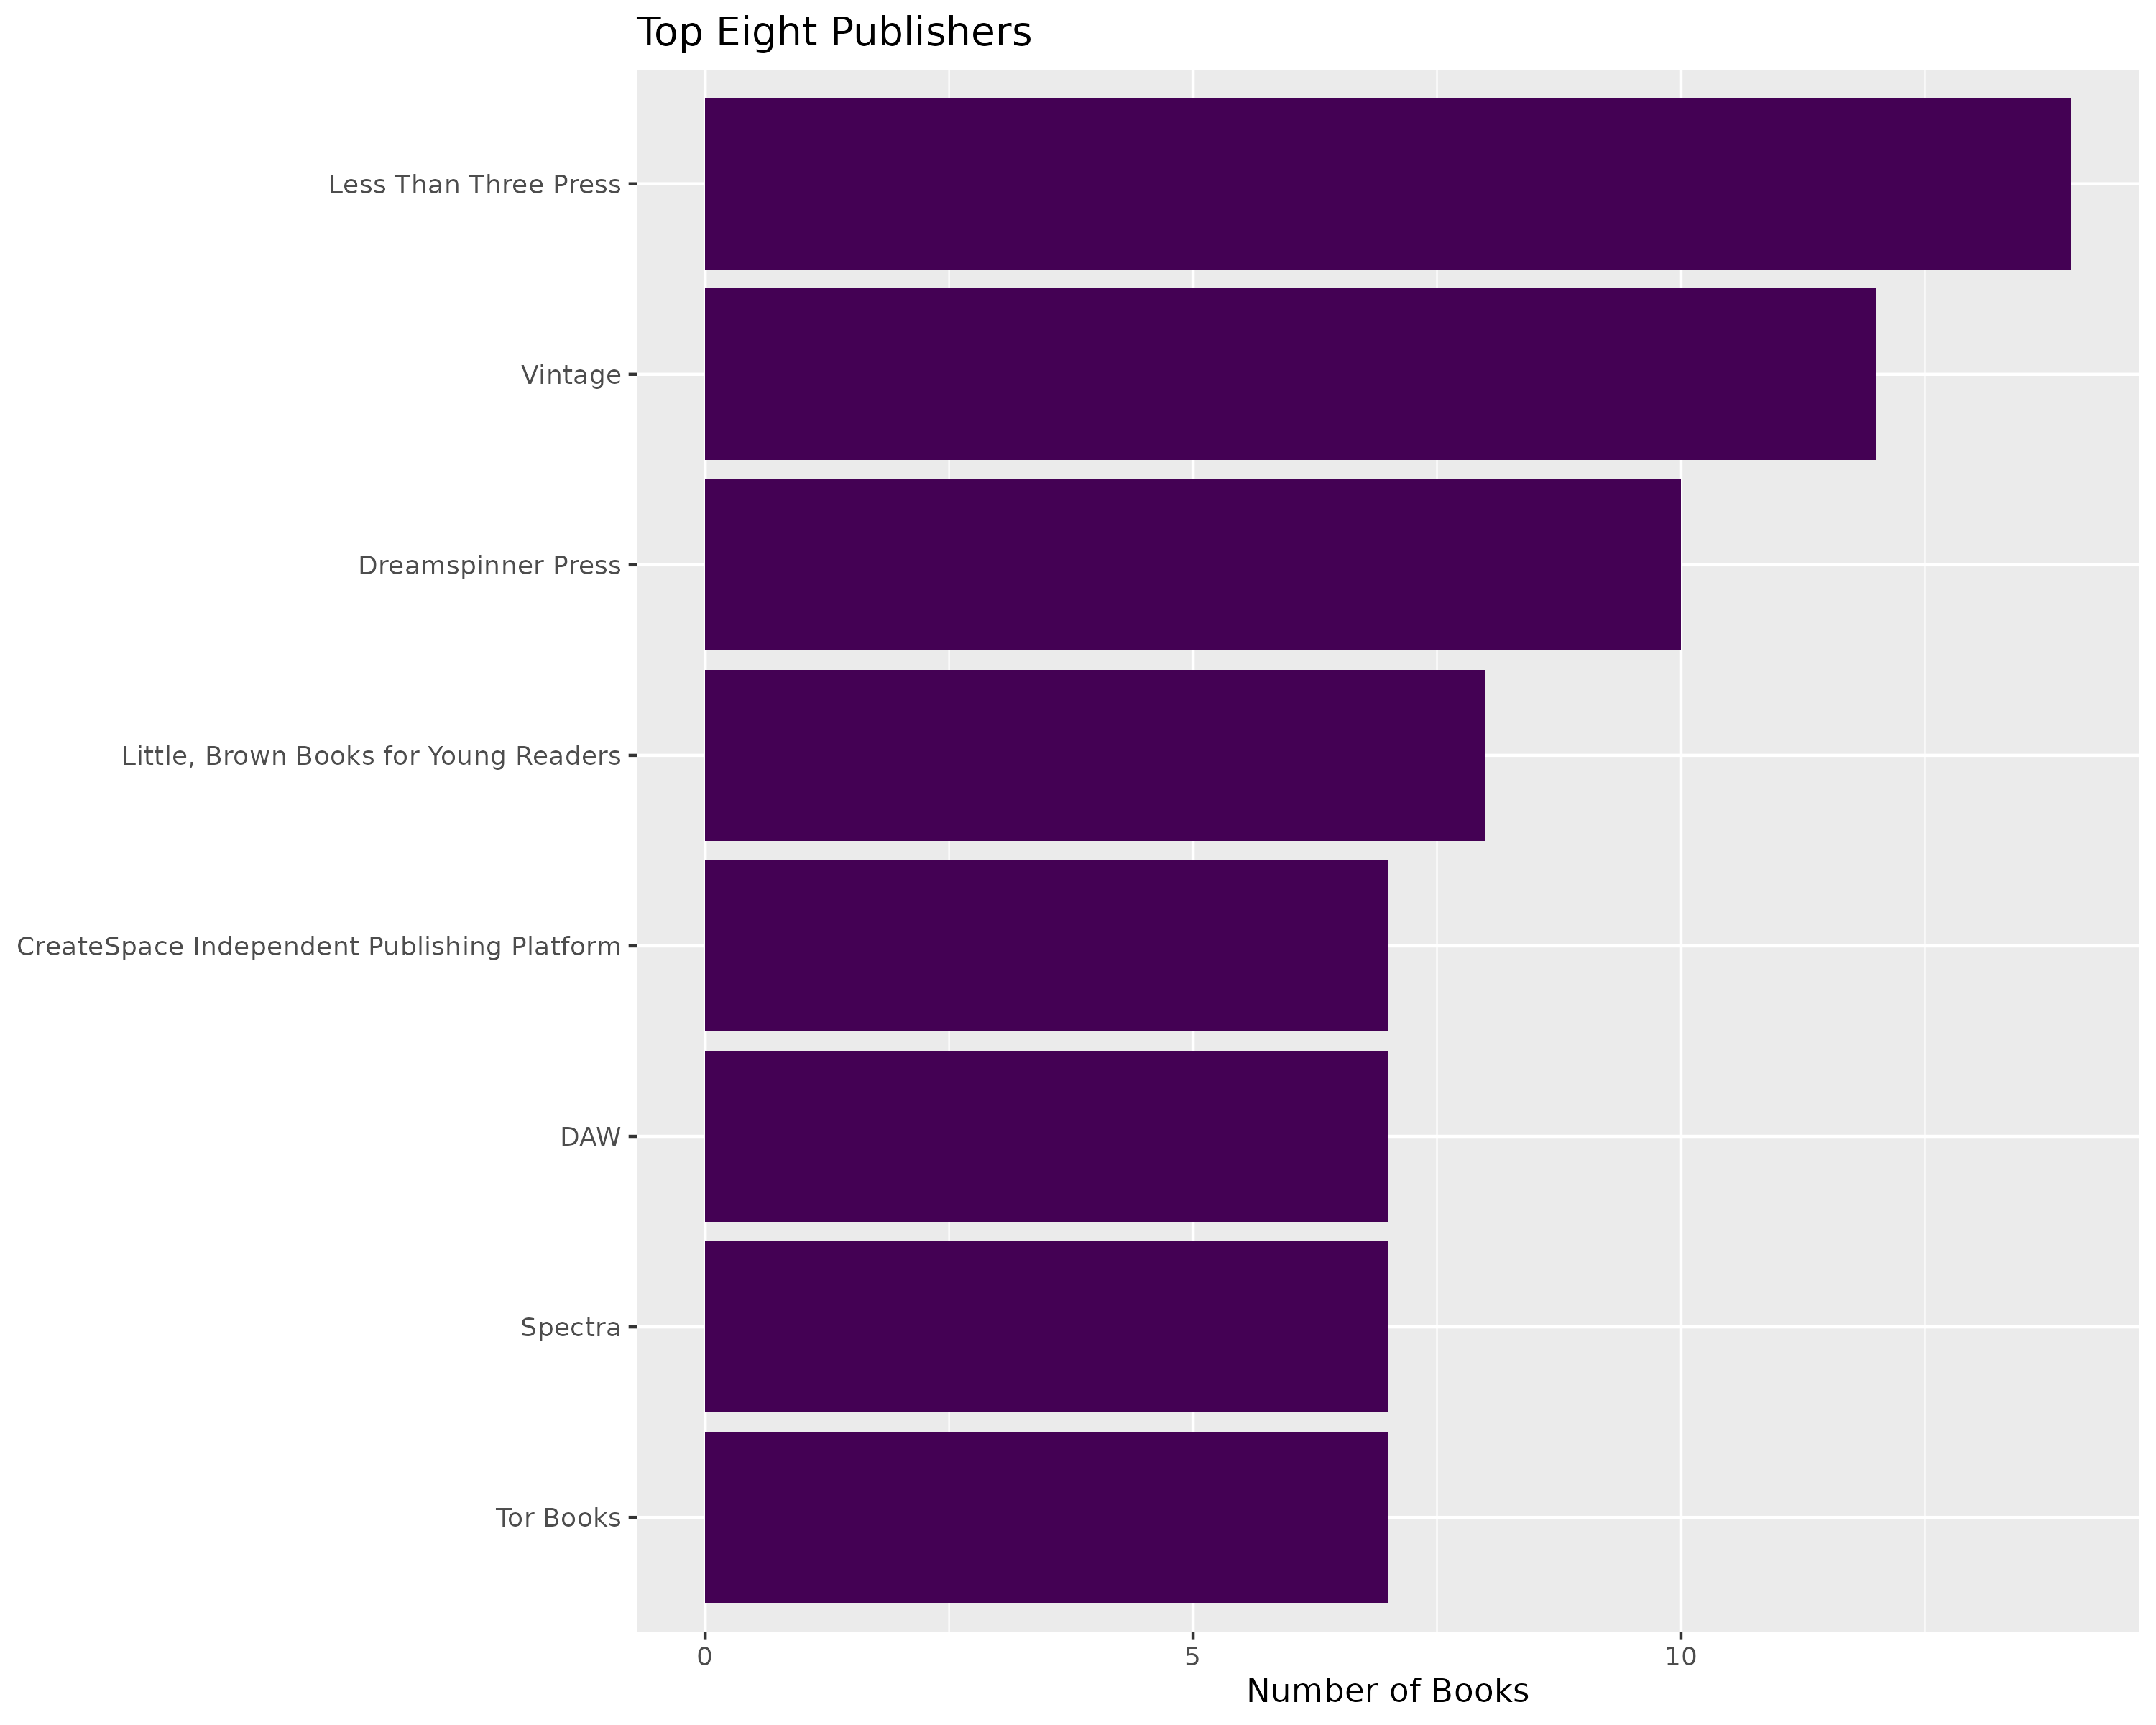 Top Eight Publishers
Less Than Three Press
Vintage
Dreamspinner Press
Little, Brown Books for Young Readers
CreateSpace Independent Publishing Platform
DAW
Spectra
Tor Books
0 5 10
Number of Books